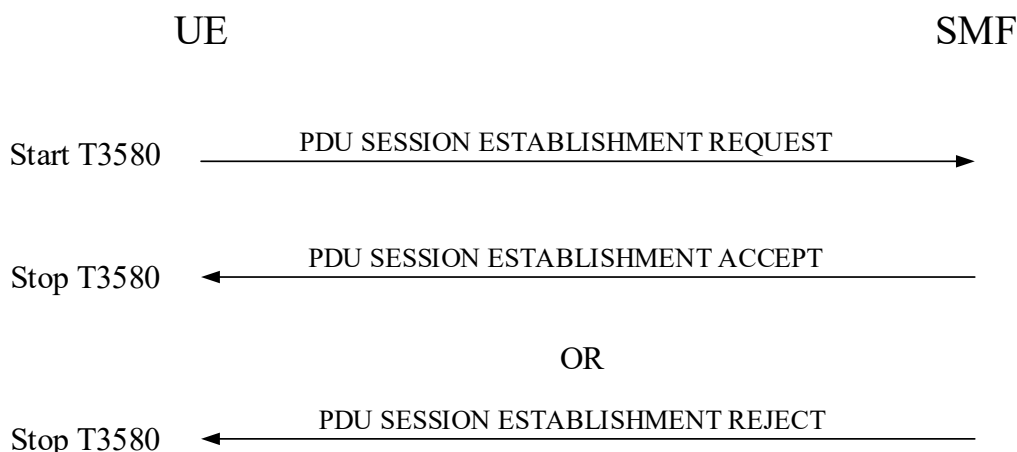 UE SMF
Start T3580 PDU SESSION ESTABLISHMENT REQUEST
Stop T3580 PDU SESSION ESTABLISHMENT ACCEPT
OR
Stop T3580 PDU SESSION ESTABLISHMENT REJECT